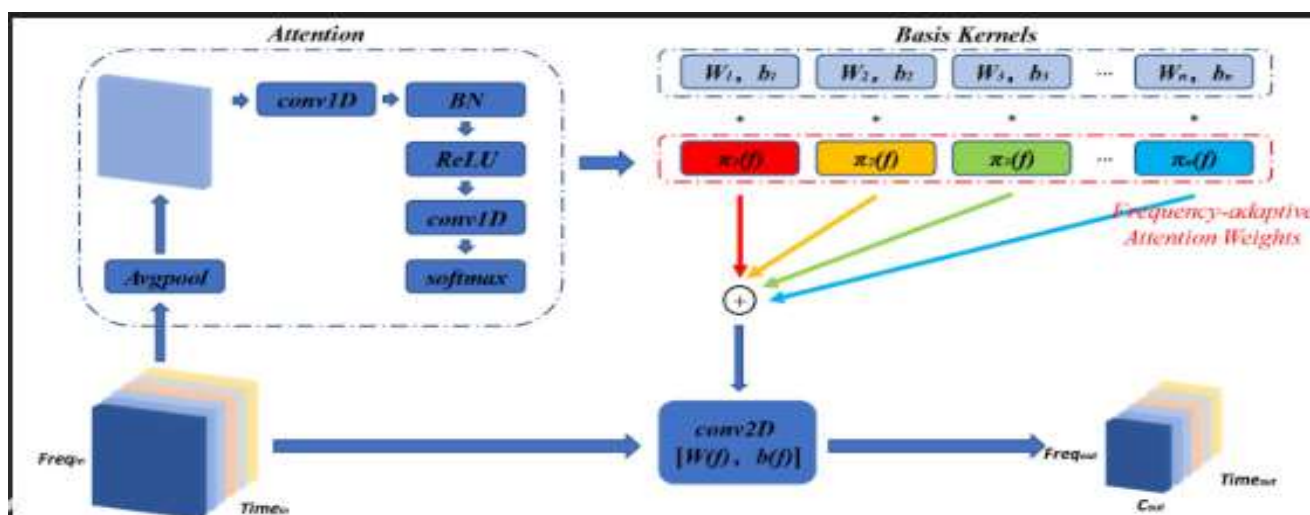 Attention
Basis Kernels
W₁, b₁
W₂, b₂
W₃, b₃
...
Wₙ, bₙ
conv1D
BN
* * * *
ReLU
π₁(f)
π₂(f)
π₃(f)
...
πₙ(f)
conv1D
Frequency-adaptive
Attention Weights
Avgpool
softmax
+
conv2D
[W(f), b(f)]
Freqᵢₙ
Timeᵢₙ
Freqₒᵤₜ
Timeₒᵤₜ
Cₒᵤₜ